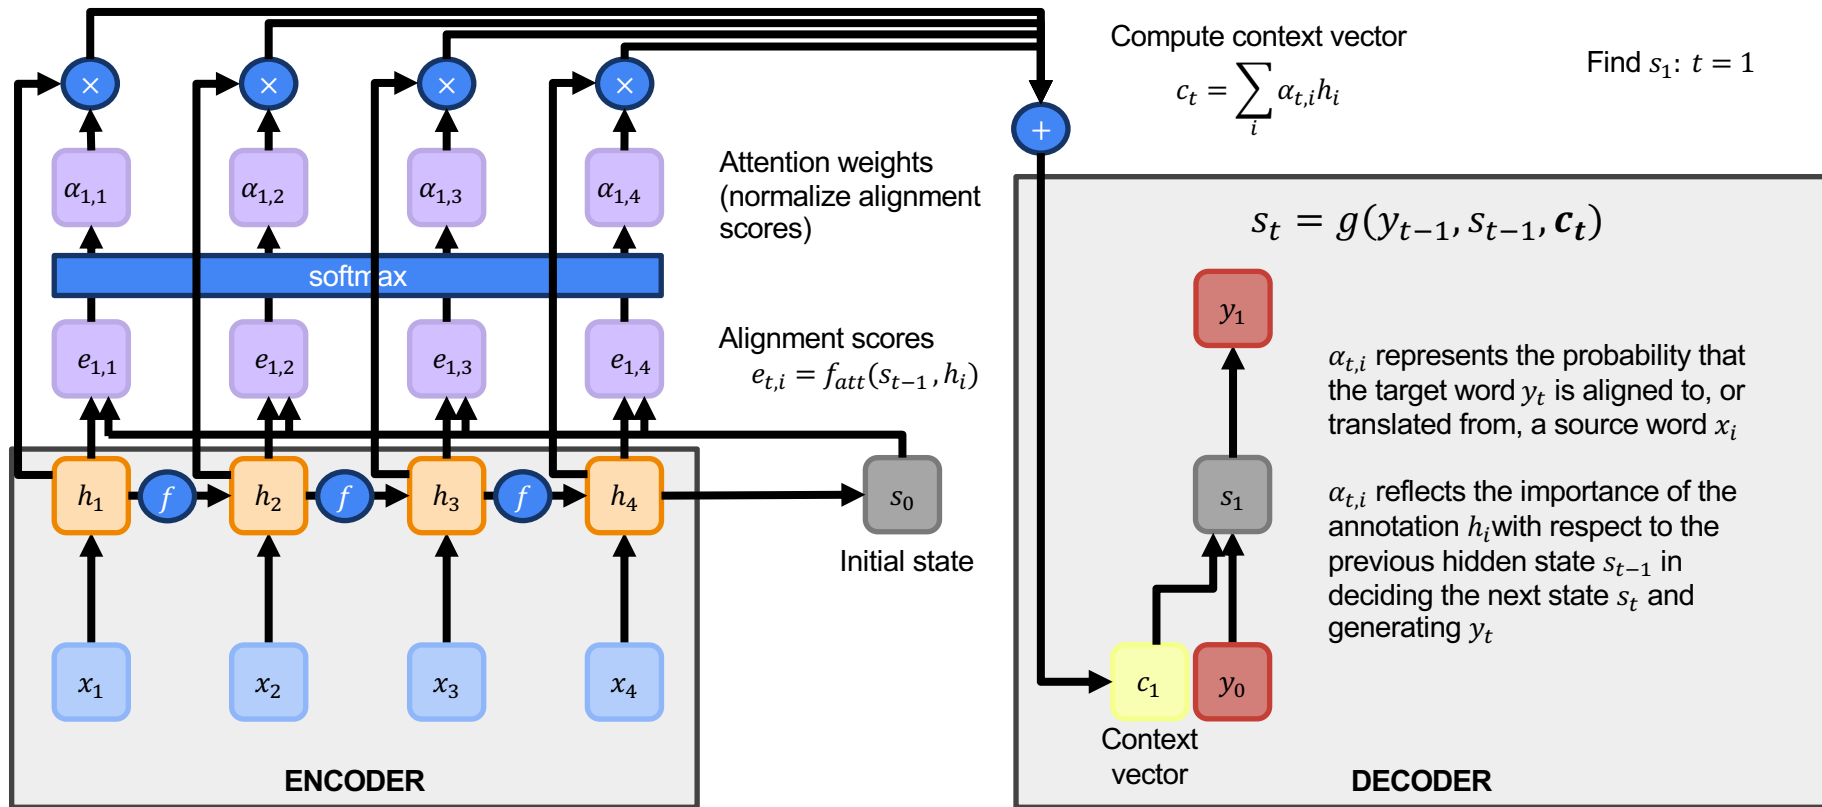 Compute context vector
c_t = ∑_i α_{t,i} h_i
Find s_1: t = 1
× × × ×
+
α_{1,1} α_{1,2} α_{1,3} α_{1,4}
Attention weights
(normalize alignment
scores)
softmax
s_t = g(y_{t−1}, s_{t−1}, c_t)
e_{1,1} e_{1,2} e_{1,3} e_{1,4}
Alignment scores
e_{t,i} = f_{att}(s_{t−1}, h_i)
y_1
α_{t,i} represents the probability that
the target word y_t is aligned to, or
translated from, a source word x_i
h_1 f h_2 f h_3 f h_4
s_0
Initial state
s_1
α_{t,i} reflects the importance of the
annotation h_i with respect to the
previous hidden state s_{t−1} in
deciding the next state s_t and
generating y_t
x_1 x_2 x_3 x_4
c_1 y_0
Context
vector
ENCODER
DECODER